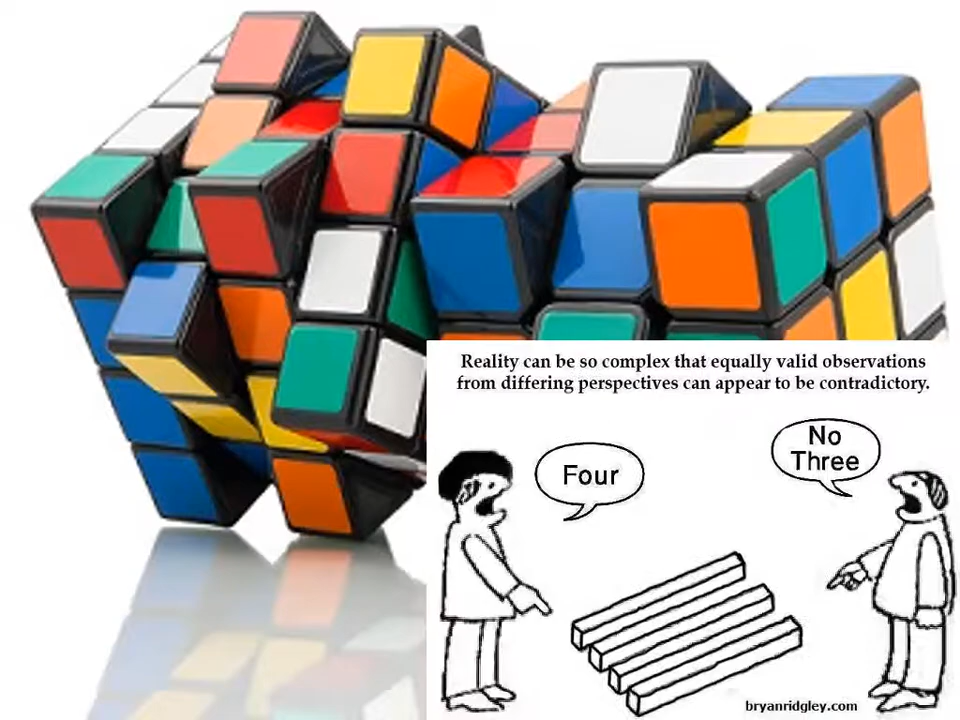 Reality can be so complex that equally valid observations
from differing perspectives can appear to be contradictory.
Four
No
Three
bryanridgley.com